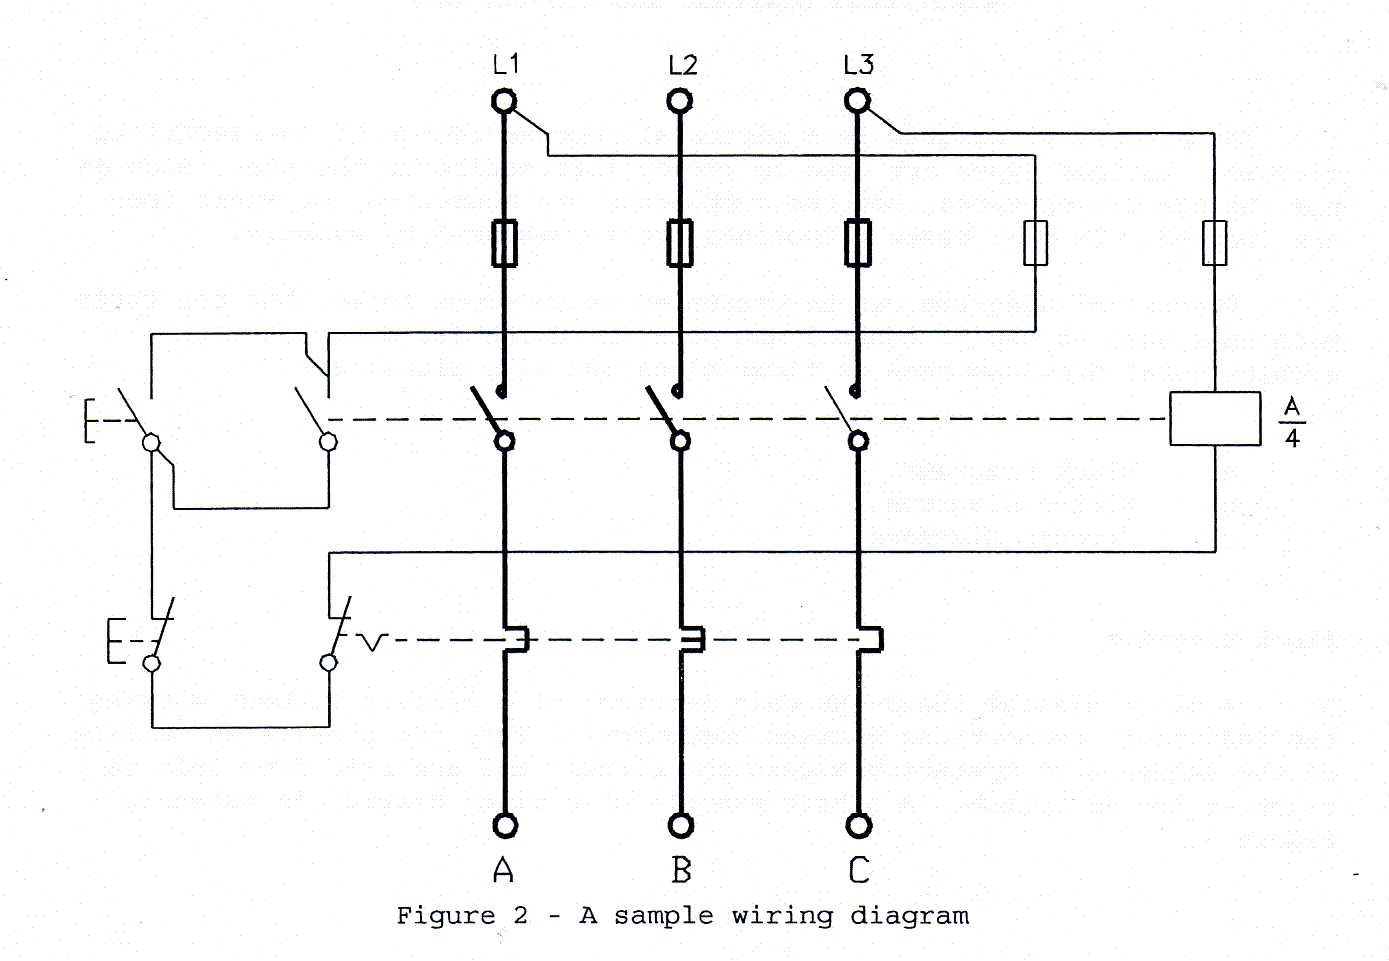 L1 L2 L3
A
4
A B C
Figure 2 - A sample wiring diagram